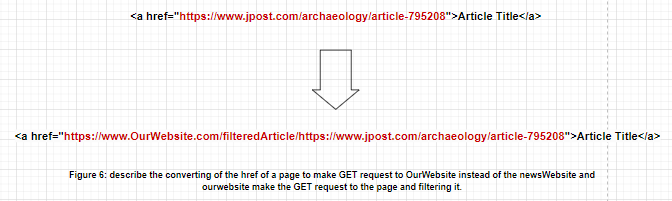 <a href="https://www.jpost.com/archaeology/article-795208">Article Title</a>
<a href="https://www.OurWebsite.com/filteredArticle/https://www.jpost.com/archaeology/article-795208">Article Title</a>
Figure 6: describe the converting of the href of a page to make GET request to OurWebsite instead of the newsWebsite and
ourwebsite make the GET request to the page and filtering it.